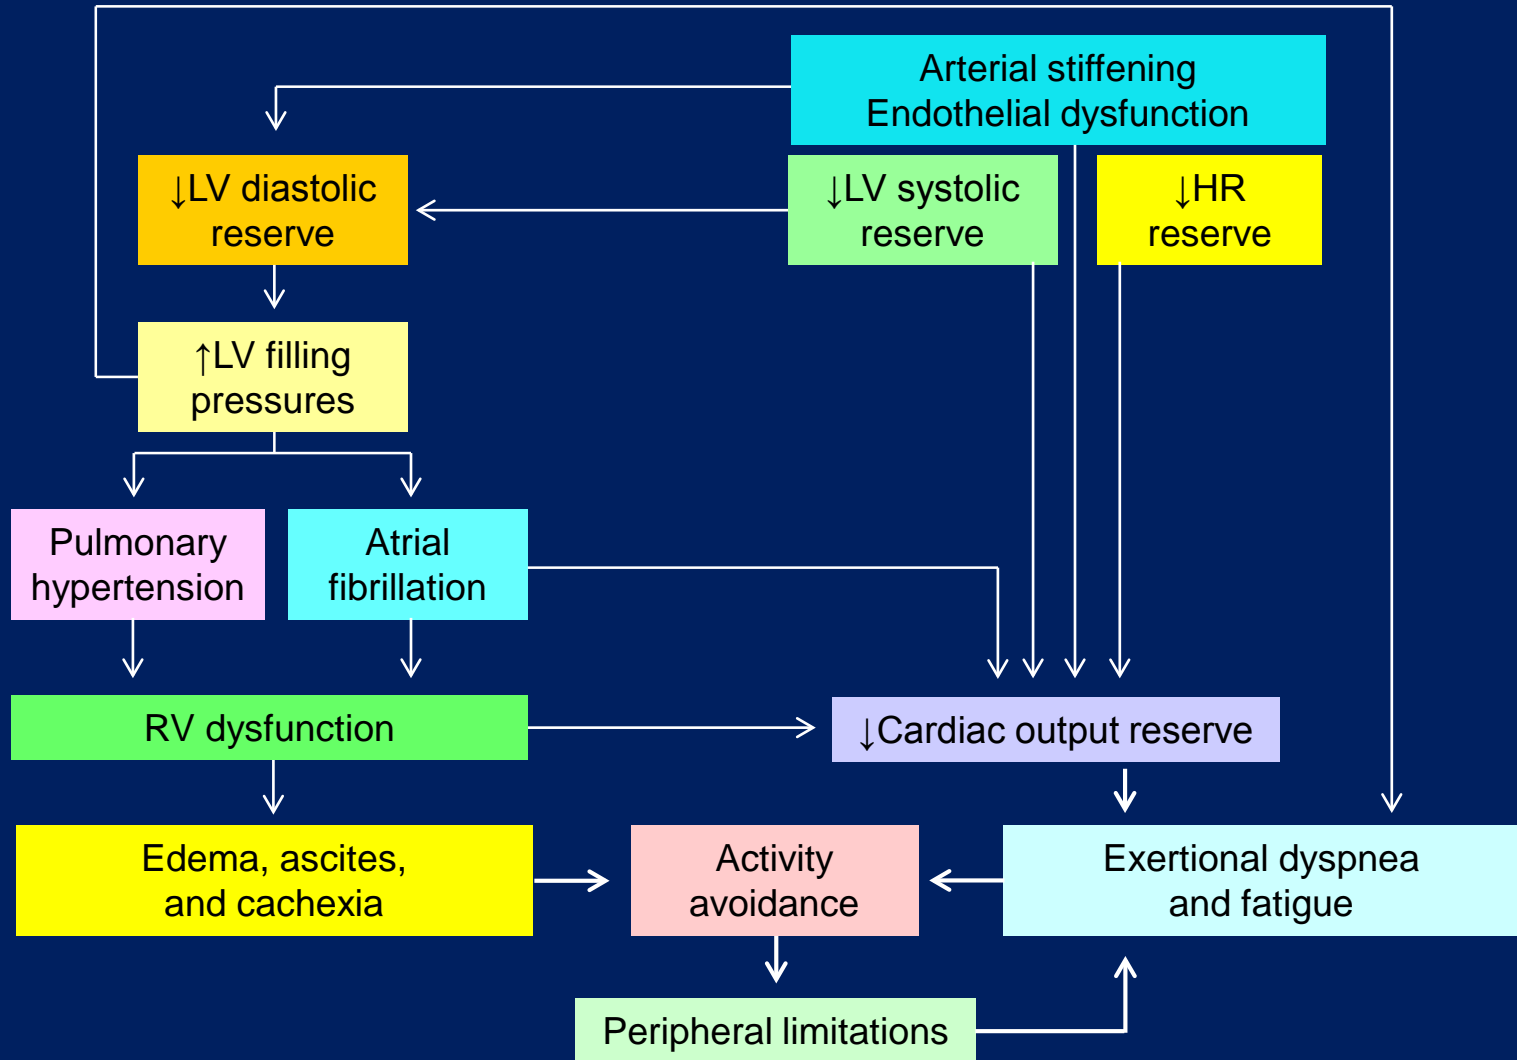 Arterial stiffening
Endothelial dysfunction
↓LV diastolic
reserve
↓LV systolic
reserve
↓HR
reserve
↑LV filling
pressures
Pulmonary
hypertension
Atrial
fibrillation
RV dysfunction
↓Cardiac output reserve
Edema, ascites,
and cachexia
Activity
avoidance
Exertional dyspnea
and fatigue
Peripheral limitations